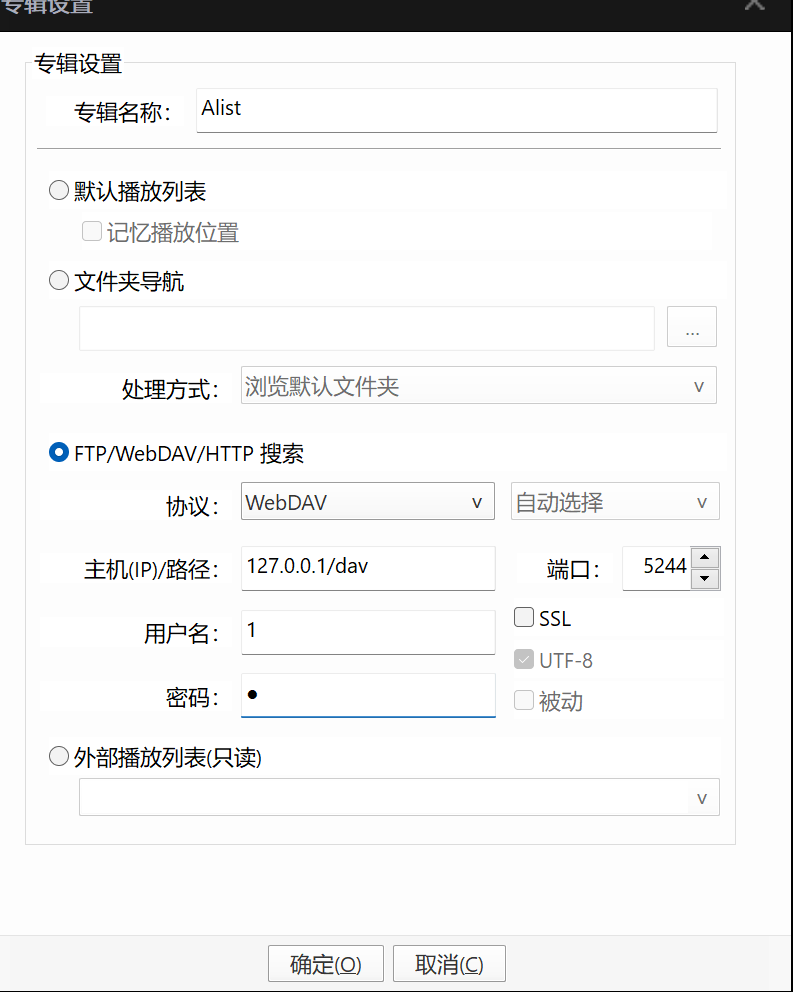 专辑设置
专辑设置
专辑名称： Alist
默认播放列表
记忆播放位置
文件夹导航
...
处理方式： 浏览默认文件夹
FTP/WebDAV/HTTP 搜索
协议： WebDAV 自动选择
主机(IP)/路径： 127.0.0.1/dav 端口： 5244
用户名： 1 SSL
UTF-8
密码： ● 被动
外部播放列表(只读)
确定(O) 取消(C)